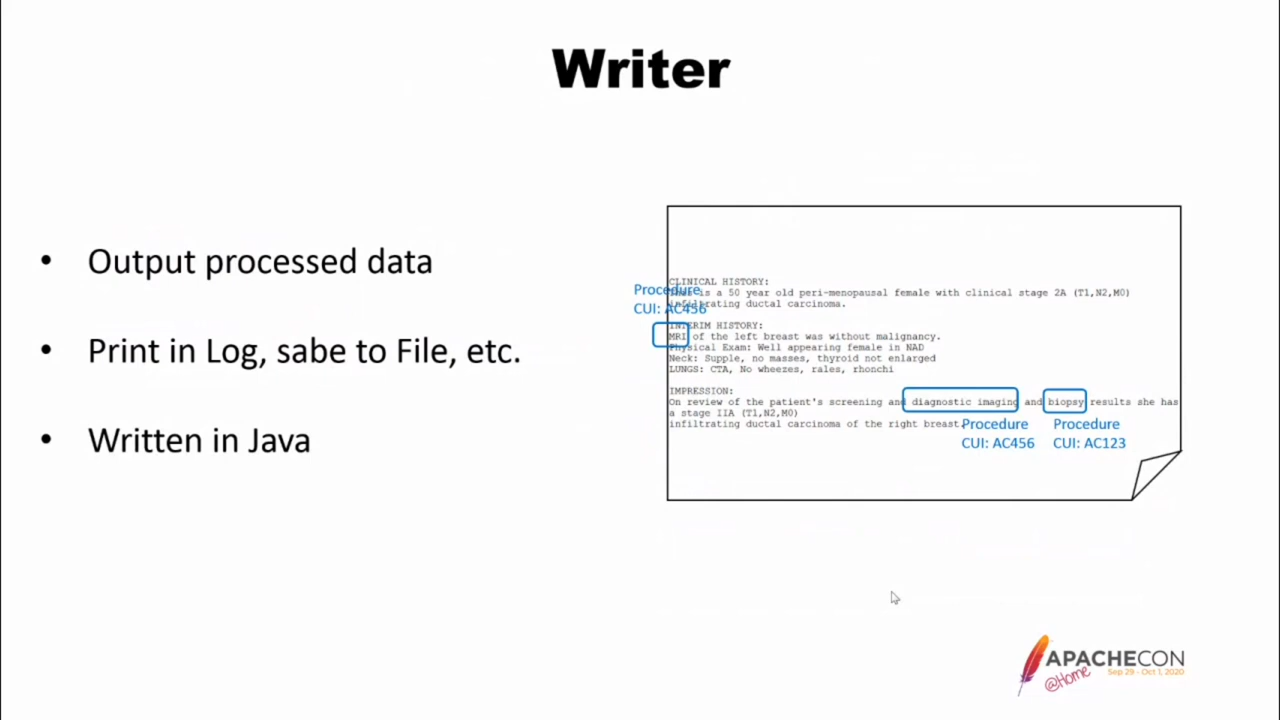 Writer
• Output processed data
• Print in Log, sabe to File, etc.
• Written in Java
CLINICAL HISTORY:
This is a 50 year old peri-menopausal female with clinical stage 2A (T1,N2,M0)
infiltrating ductal carcinoma.
Procedure
CUI: AC456
INTERIM HISTORY:
MRI of the left breast was without malignancy.
Physical Exam: Well appearing female in NAD
Neck: Supple, no masses, thyroid not enlarged
LUNGS: CTA, No wheezes, rales, rhonchi
IMPRESSION:
On review of the patient's screening and diagnostic imaging and biopsy results she has
a stage IIA (T1,N2,M0)
infiltrating ductal carcinoma of the right breast.
Procedure
CUI: AC456
Procedure
CUI: AC123
APACHECON
@Home
Sep 29 - Oct 1, 2020